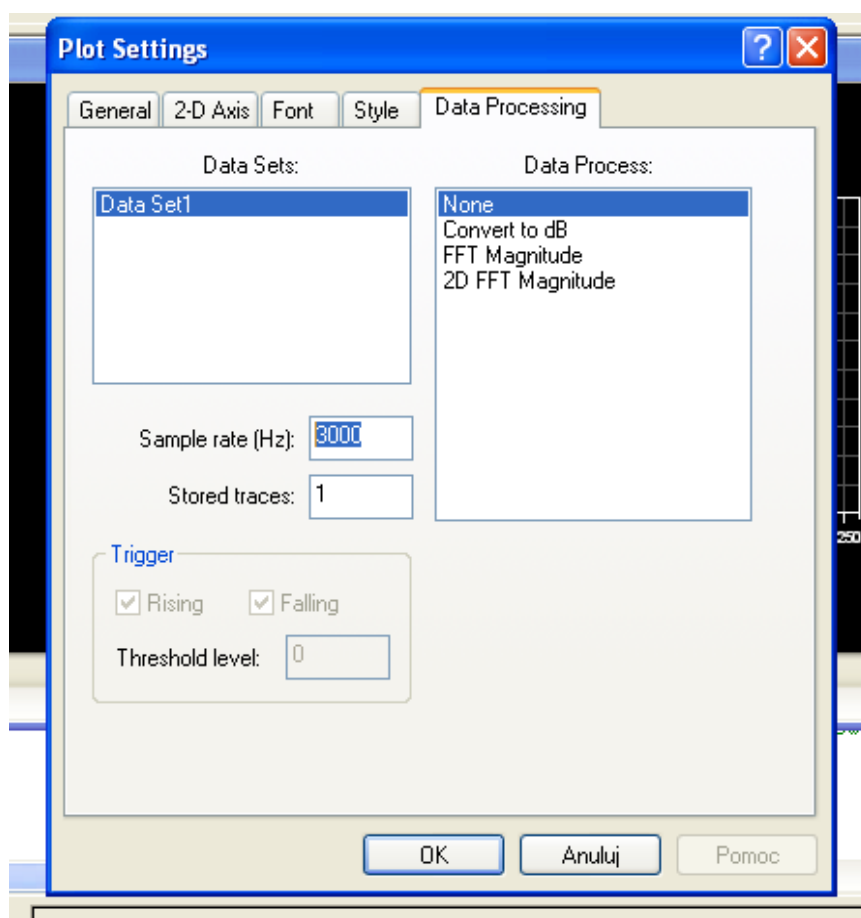 Plot Settings
General 2-D Axis Font Style Data Processing
Data Sets:
Data Process:
Data Set1
None
Convert to dB
FFT Magnitude
2D FFT Magnitude
Sample rate (Hz): 8000
Stored traces: 1
Trigger
Rising Falling
Threshold level: 0
250
OK Anuluj Pomoc